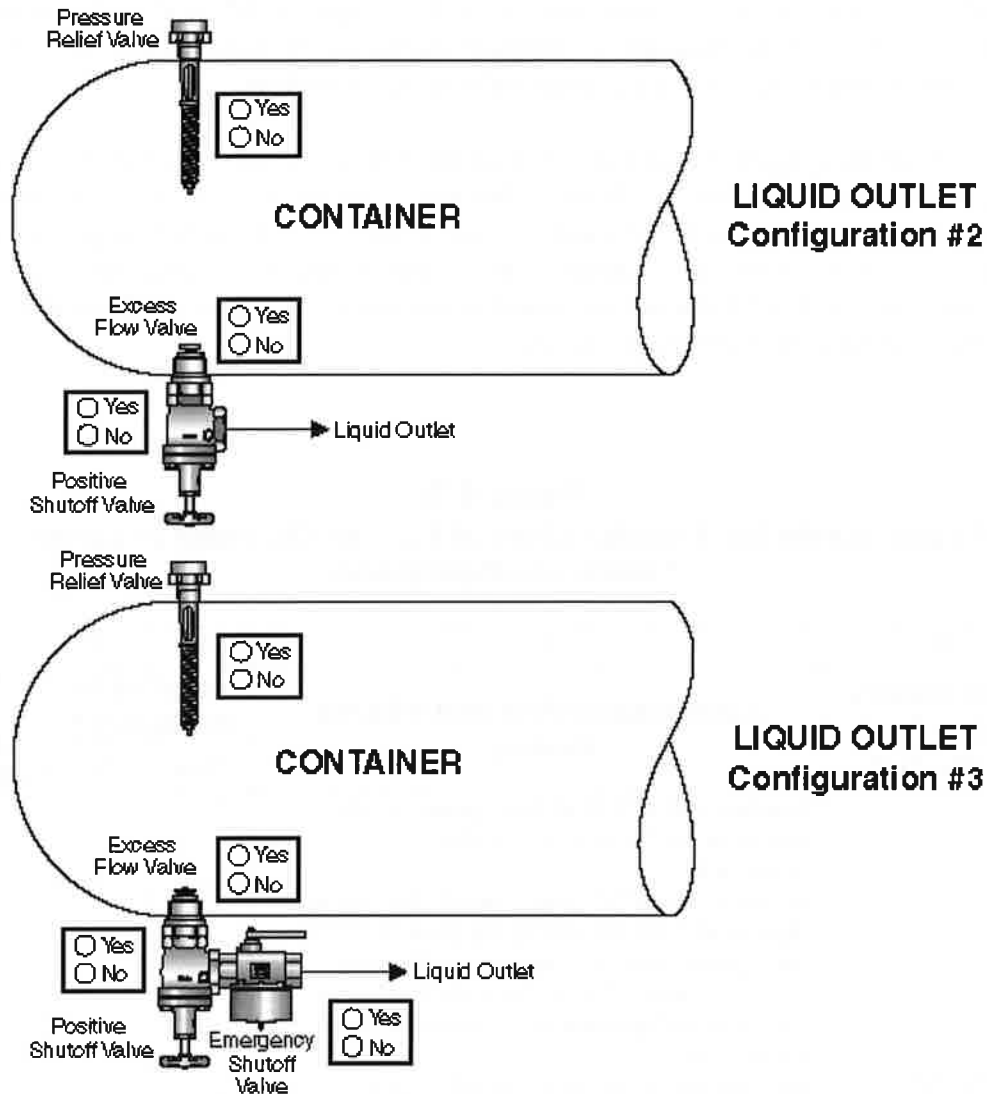 Pressure
Relief Valve
Yes
No
CONTAINER
LIQUID OUTLET
Configuration #2
Excess
Flow Valve
Yes
No
Yes
No
Liquid Outlet
Positive
Shutoff Valve
Pressure
Relief Valve
Yes
No
CONTAINER
LIQUID OUTLET
Configuration #3
Excess
Flow Valve
Yes
No
Yes
No
Liquid Outlet
Positive
Shutoff Valve
Emergency
Shutoff
Valve
Yes
No